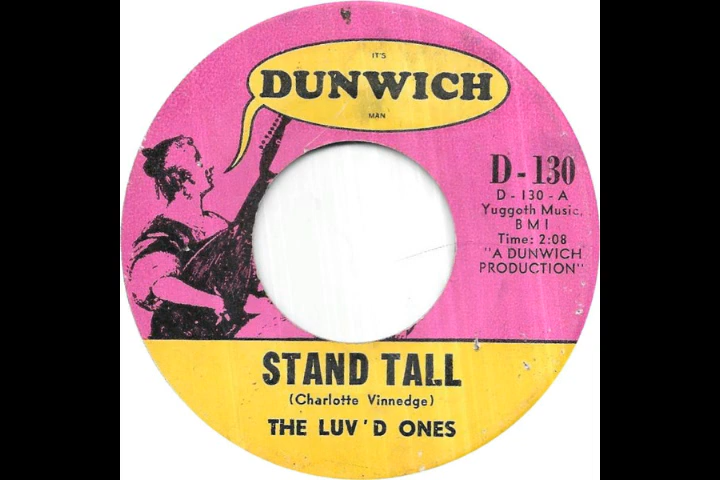 IT'S
DUNWICH
MAN
D-130
D-130-A
Yuggoth Music,
BMI
Time: 2:08
"A DUNWICH
PRODUCTION"
STAND TALL
(Charlotte Vinnedge)
THE LUV'D ONES